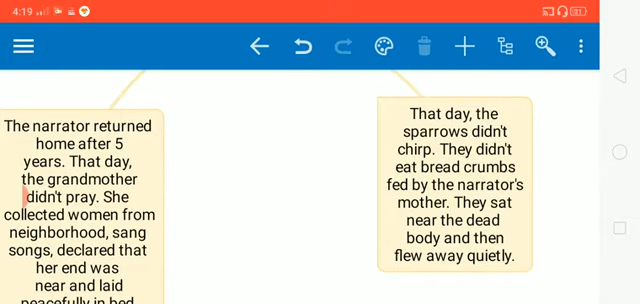 4:19
The narrator returned
home after 5
years. That day,
the grandmother
didn't pray. She
collected women from
neighborhood, sang
songs, declared that
her end was
near and laid
peacefully in bed
That day, the
sparrows didn't
chirp. They didn't
eat bread crumbs
fed by the narrator's
mother. They sat
near the dead
body and then
flew away quietly.